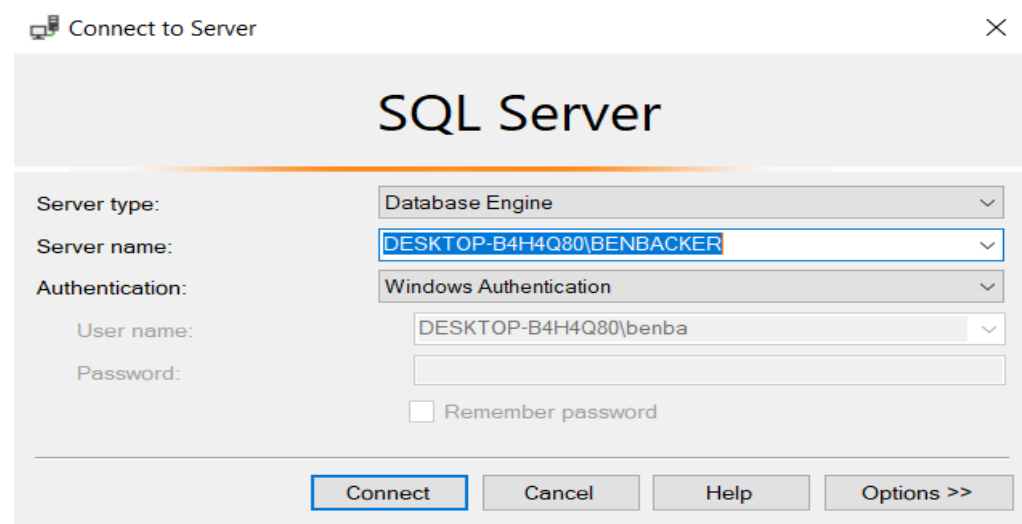 Connect to Server
SQL Server
Server type: Database Engine
Server name: DESKTOP-B4H4Q80\BENBACKER
Authentication: Windows Authentication
User name: DESKTOP-B4H4Q80\benba
Password:
Remember password
Connect Cancel Help Options >>